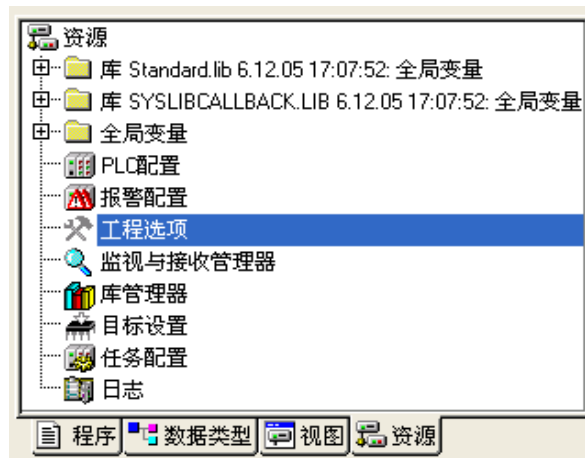 资源
库 Standard.lib 6.12.05 17:07:52: 全局变量
库 SYSLIBCALLBACK.LIB 6.12.05 17:07:52: 全局变量
全局变量
PLC配置
报警配置
工程选项
监视与接收管理器
库管理器
目标设置
任务配置
日志
程序 数据类型 视图 资源